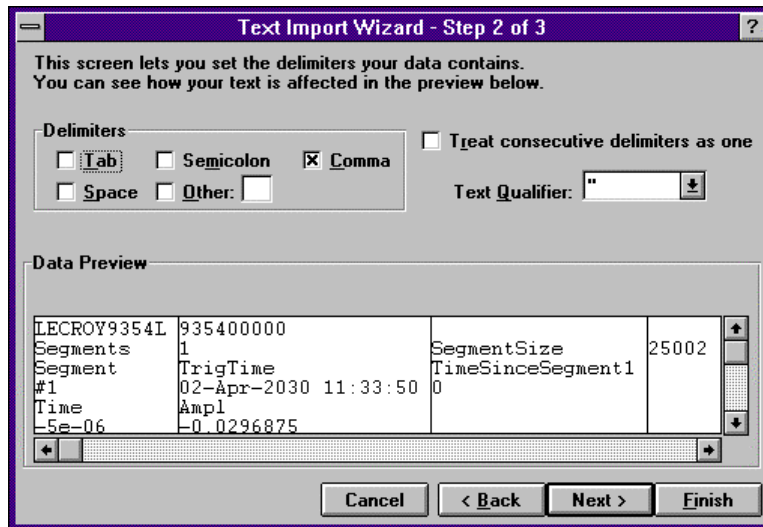 Text Import Wizard - Step 2 of 3
?
This screen lets you set the delimiters your data contains.
You can see how your text is affected in the preview below.
Delimiters
Tab Semicolon Comma
Space Other:
Treat consecutive delimiters as one
Text Qualifier: "
Data Preview
LECROY9354L 935400000
Segments 1 SegmentSize 25002
Segment TrigTime TimeSinceSegment1
#1 02-Apr-2030 11:33:50 0
Time Ampl
-5e-06 -0.0296875
Cancel < Back Next > Finish